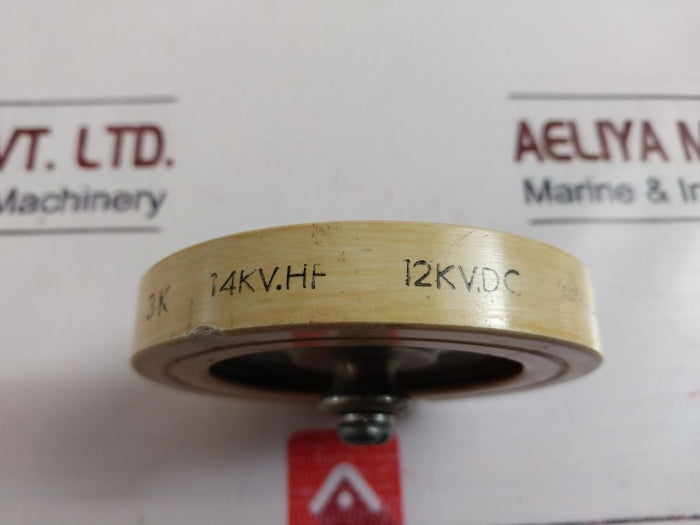 VT. LTD.
Machinery
AELIYA M
Marine & In
3K 14KV.HF 12KV.DC